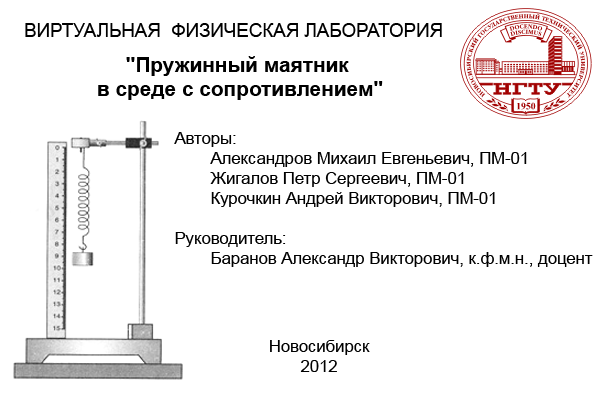 ВИРТУАЛЬНАЯ ФИЗИЧЕСКАЯ ЛАБОРАТОРИЯ
"Пружинный маятник
в среде с сопротивлением"
НОВОСИБИРСКИЙ ГОСУДАРСТВЕННЫЙ ТЕХНИЧЕСКИЙ УНИВЕРСИТЕТ
DOCENDO
DISCIMUS
НГТУ
1950
Авторы:
Александров Михаил Евгеньевич, ПМ-01
Жигалов Петр Сергеевич, ПМ-01
Курочкин Андрей Викторович, ПМ-01
Руководитель:
Баранов Александр Викторович, к.ф.м.н., доцент
0
1
2
3
4
5
6
7
8
9
10
11
12
13
14
15
Новосибирск
2012